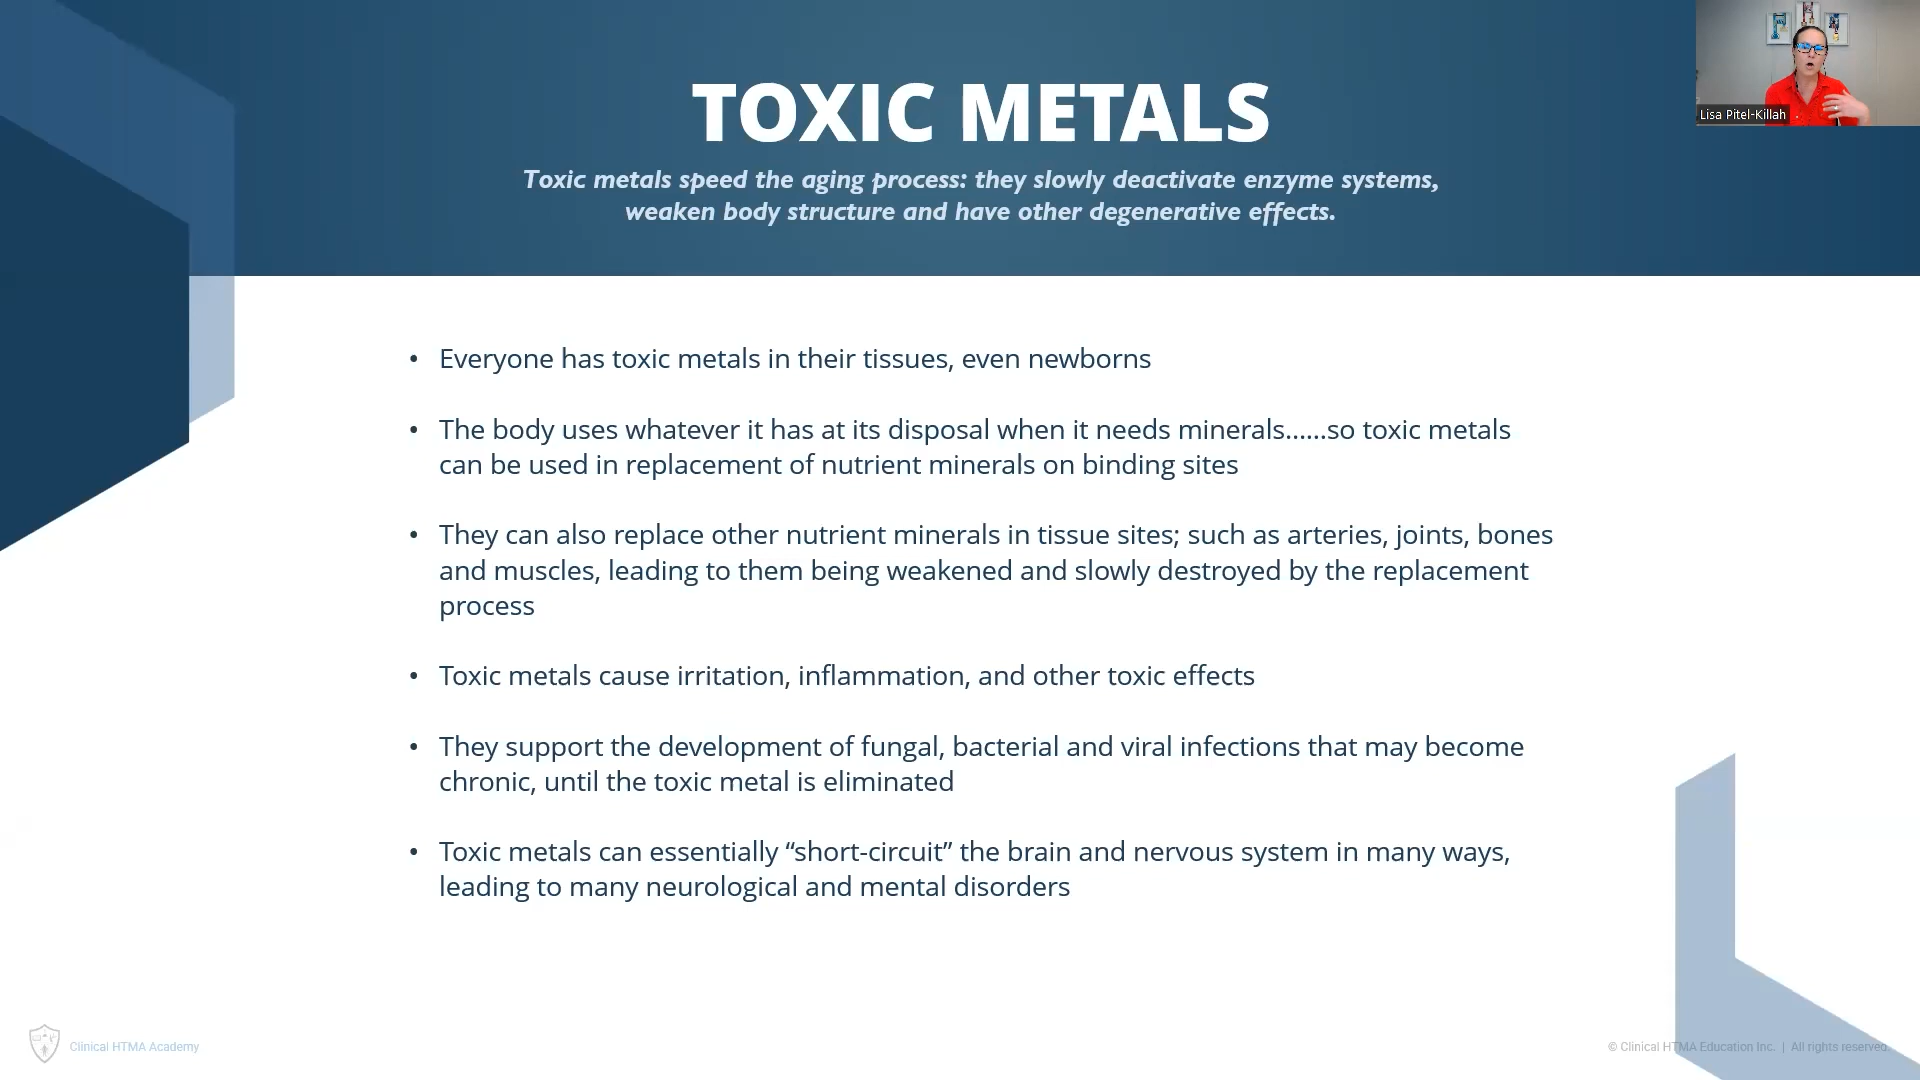 TOXIC METALS
Toxic metals speed the aging process: they slowly deactivate enzyme systems,
weaken body structure and have other degenerative effects.
Lisa Pitel-Killah
• Everyone has toxic metals in their tissues, even newborns
• The body uses whatever it has at its disposal when it needs minerals......so toxic metals
can be used in replacement of nutrient minerals on binding sites
• They can also replace other nutrient minerals in tissue sites; such as arteries, joints, bones
and muscles, leading to them being weakened and slowly destroyed by the replacement
process
• Toxic metals cause irritation, inflammation, and other toxic effects
• They support the development of fungal, bacterial and viral infections that may become
chronic, until the toxic metal is eliminated
• Toxic metals can essentially “short-circuit” the brain and nervous system in many ways,
leading to many neurological and mental disorders
Clinical HTMA Academy
© Clinical HTMA Education Inc. | All rights reserved.